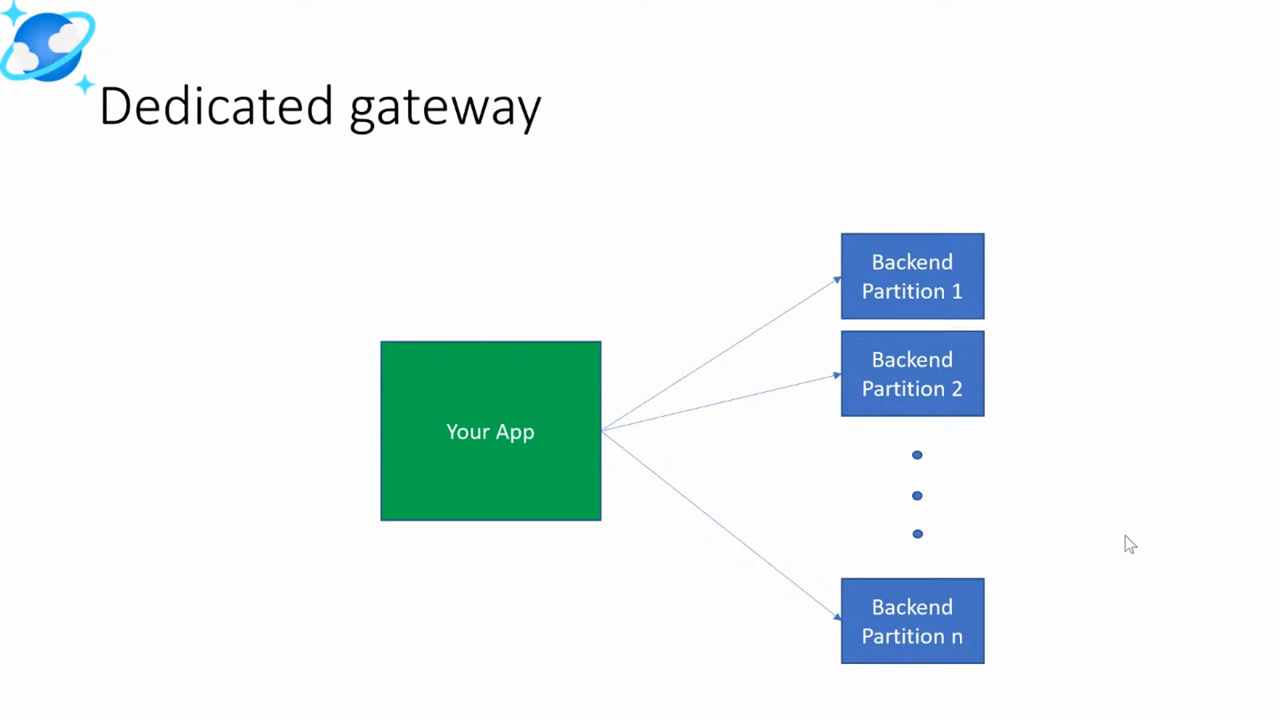 Dedicated gateway
Backend
Partition 1
Backend
Partition 2
Your App
Backend
Partition n